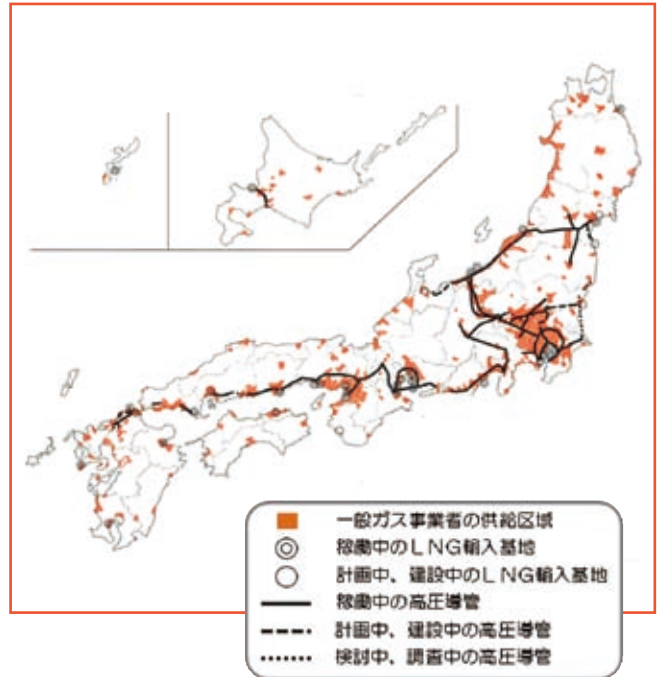 一般ガス事業者の供給区域
稼働中のLNG輸入基地
計画中、建設中のLNG輸入基地
稼働中の高圧導管
計画中、建設中の高圧導管
検討中、調査中の高圧導管